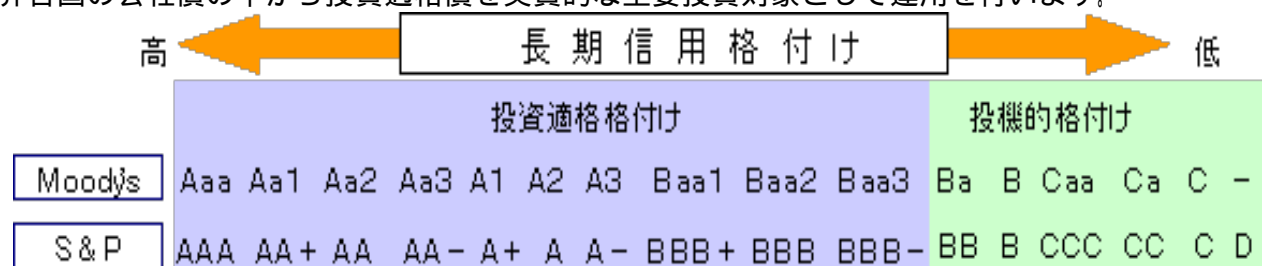 界各国の公社債の中から投資適格債を実質的な主要投資対象として運用を行います。
高 長期信用格付け 低
投資適格格付け 投機的格付け
Moody's Aaa Aa1 Aa2 Aa3 A1 A2 A3 Baa1 Baa2 Baa3 Ba B Caa Ca C -
S&P AAA AA+ AA AA- A+ A A- BBB+ BBB BBB- BB B CCC CC C D